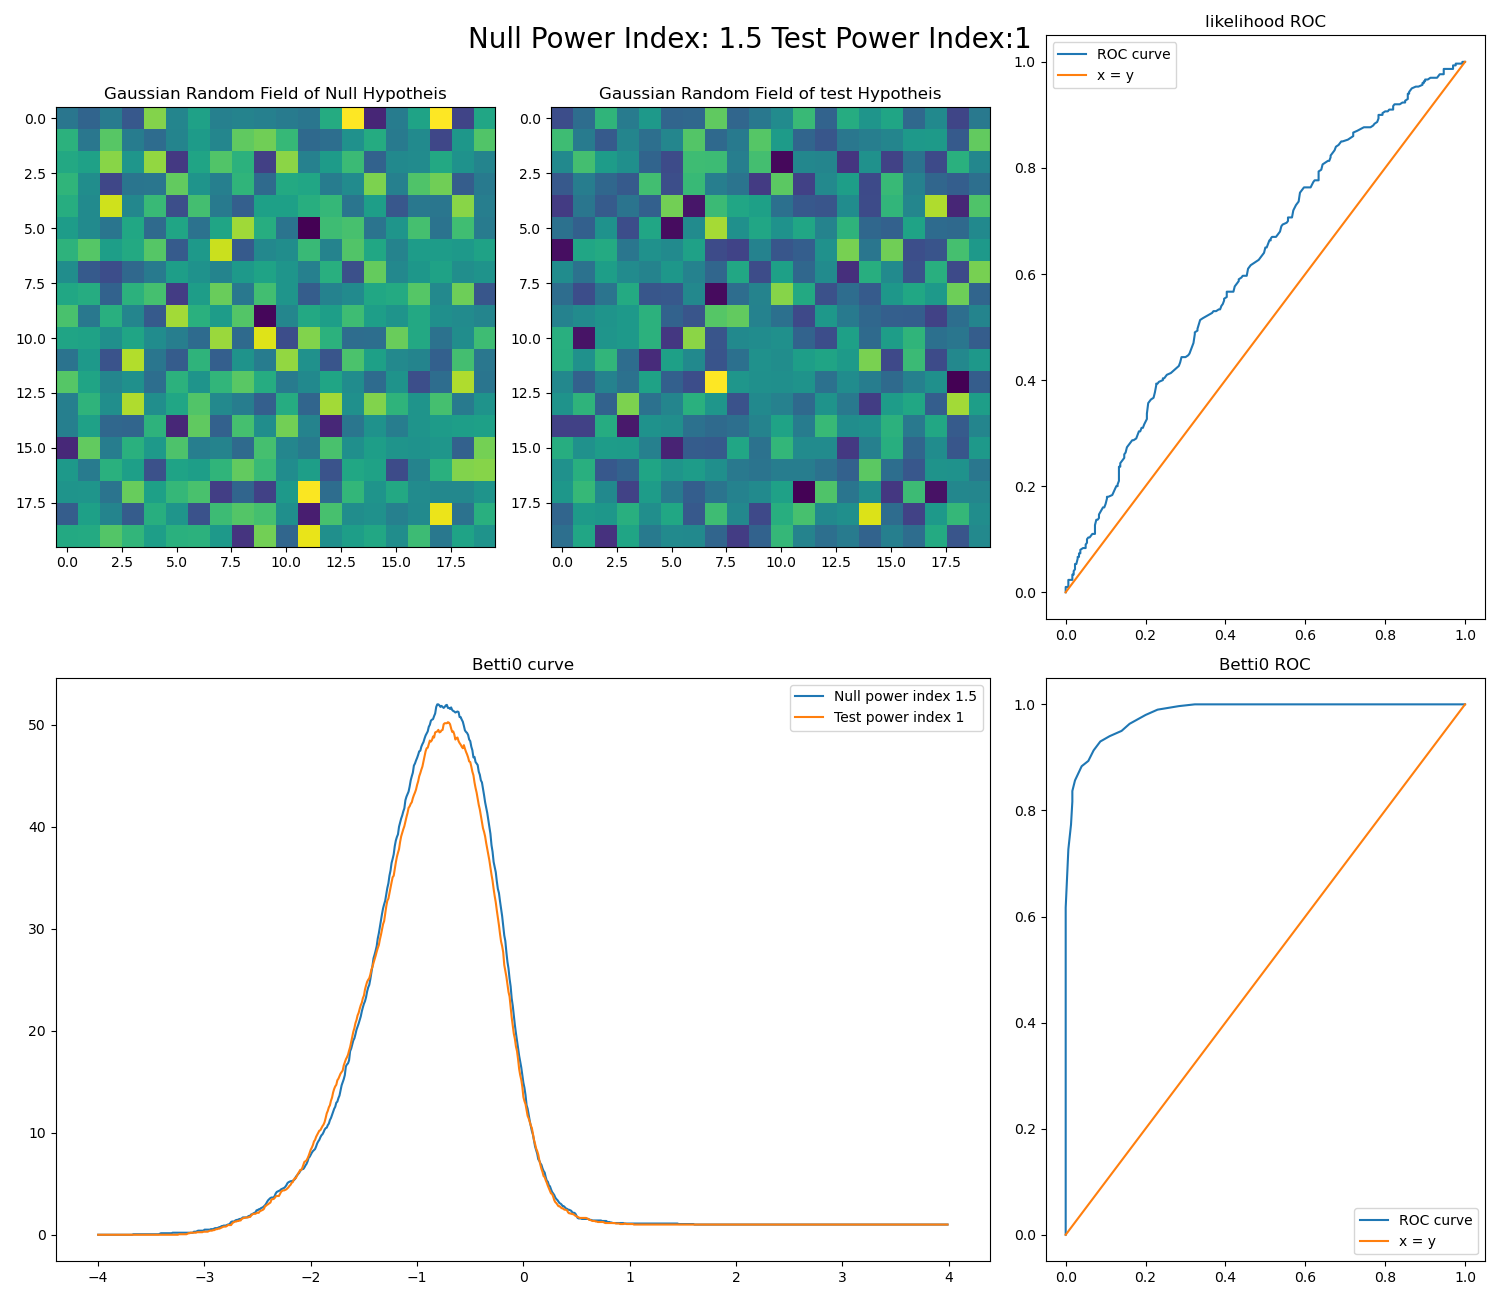 Null Power Index: 1.5 Test Power Index:1
Gaussian Random Field of Null Hypotheis
0.0
2.5
5.0
7.5
10.0
12.5
15.0
17.5
0.0 2.5 5.0 7.5 10.0 12.5 15.0 17.5
Gaussian Random Field of test Hypotheis
0.0
2.5
5.0
7.5
10.0
12.5
15.0
17.5
0.0 2.5 5.0 7.5 10.0 12.5 15.0 17.5
likelihood ROC
ROC curve
x = y
1.0
0.8
0.6
0.4
0.2
0.0
0.0 0.2 0.4 0.6 0.8 1.0
Betti0 curve
Null power index 1.5
Test power index 1
50
40
30
20
10
0
−4 −3 −2 −1 0 1 2 3 4
Betti0 ROC
1.0
0.8
0.6
0.4
0.2
0.0
ROC curve
x = y
0.0 0.2 0.4 0.6 0.8 1.0